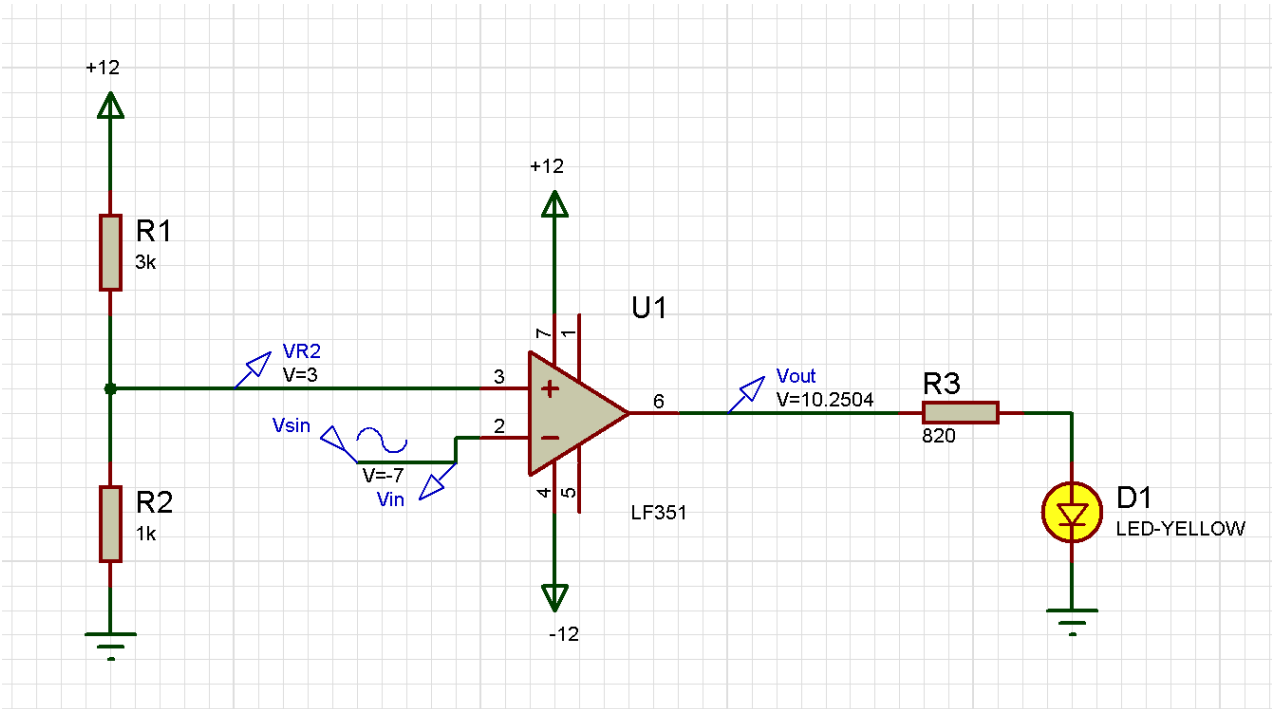 +12
R1
3k
VR2
V=3
Vsin
V=-7
Vin
R2
1k
+12
U1
7
1
3
+
2
−
4
5
6
LF351
-12
Vout
V=10.2504
R3
820
D1
LED-YELLOW